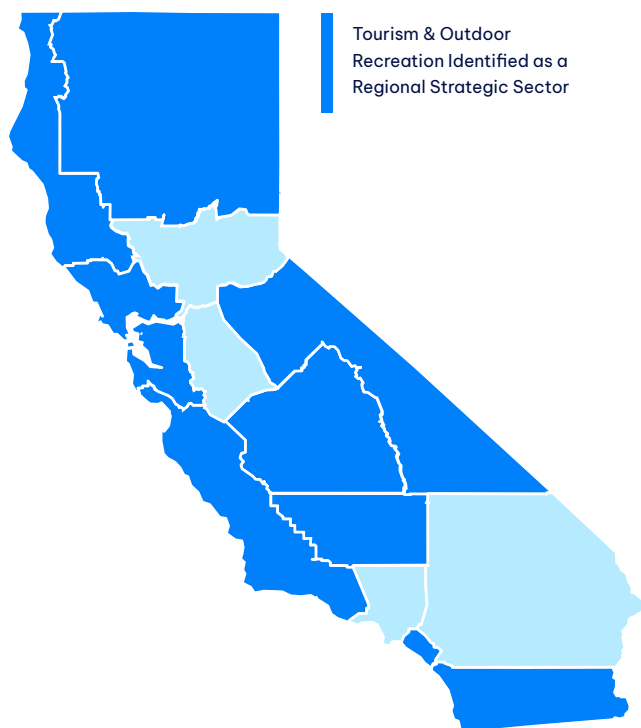 Tourism & Outdoor
Recreation Identified as a
Regional Strategic Sector